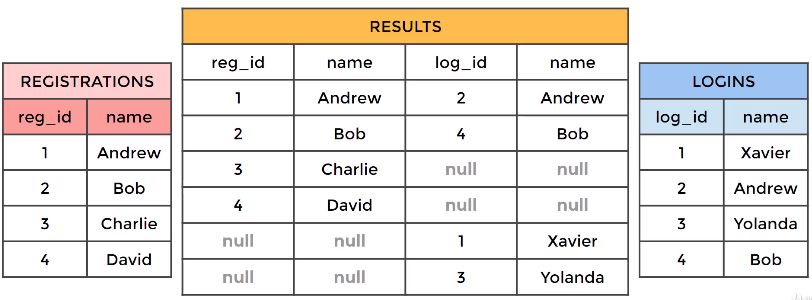 RESULTS
reg_id name log_id name
1 Andrew 2 Andrew
2 Bob 4 Bob
3 Charlie null null
4 David null null
null null 1 Xavier
null null 3 Yolanda
REGISTRATIONS
reg_id name
1 Andrew
2 Bob
3 Charlie
4 David
LOGINS
log_id name
1 Xavier
2 Andrew
3 Yolanda
4 Bob